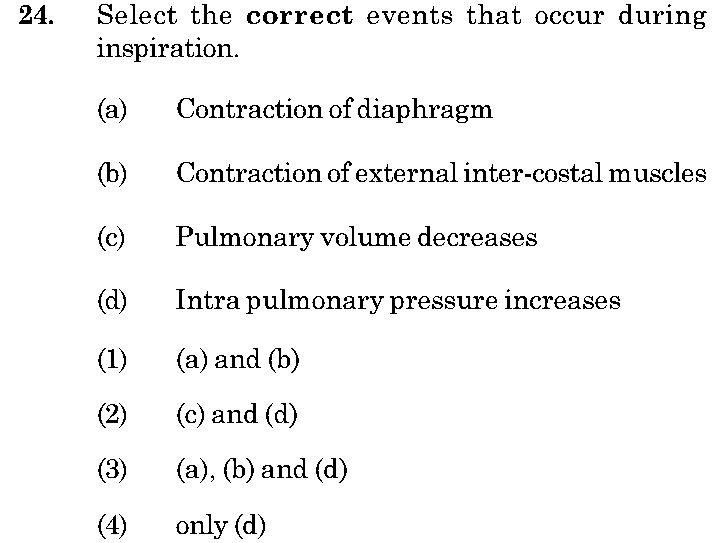 24. Select the correct events that occur during
inspiration.
(a) Contraction of diaphragm
(b) Contraction of external inter-costal muscles
(c) Pulmonary volume decreases
(d) Intra pulmonary pressure increases
(1) (a) and (b)
(2) (c) and (d)
(3) (a), (b) and (d)
(4) only (d)